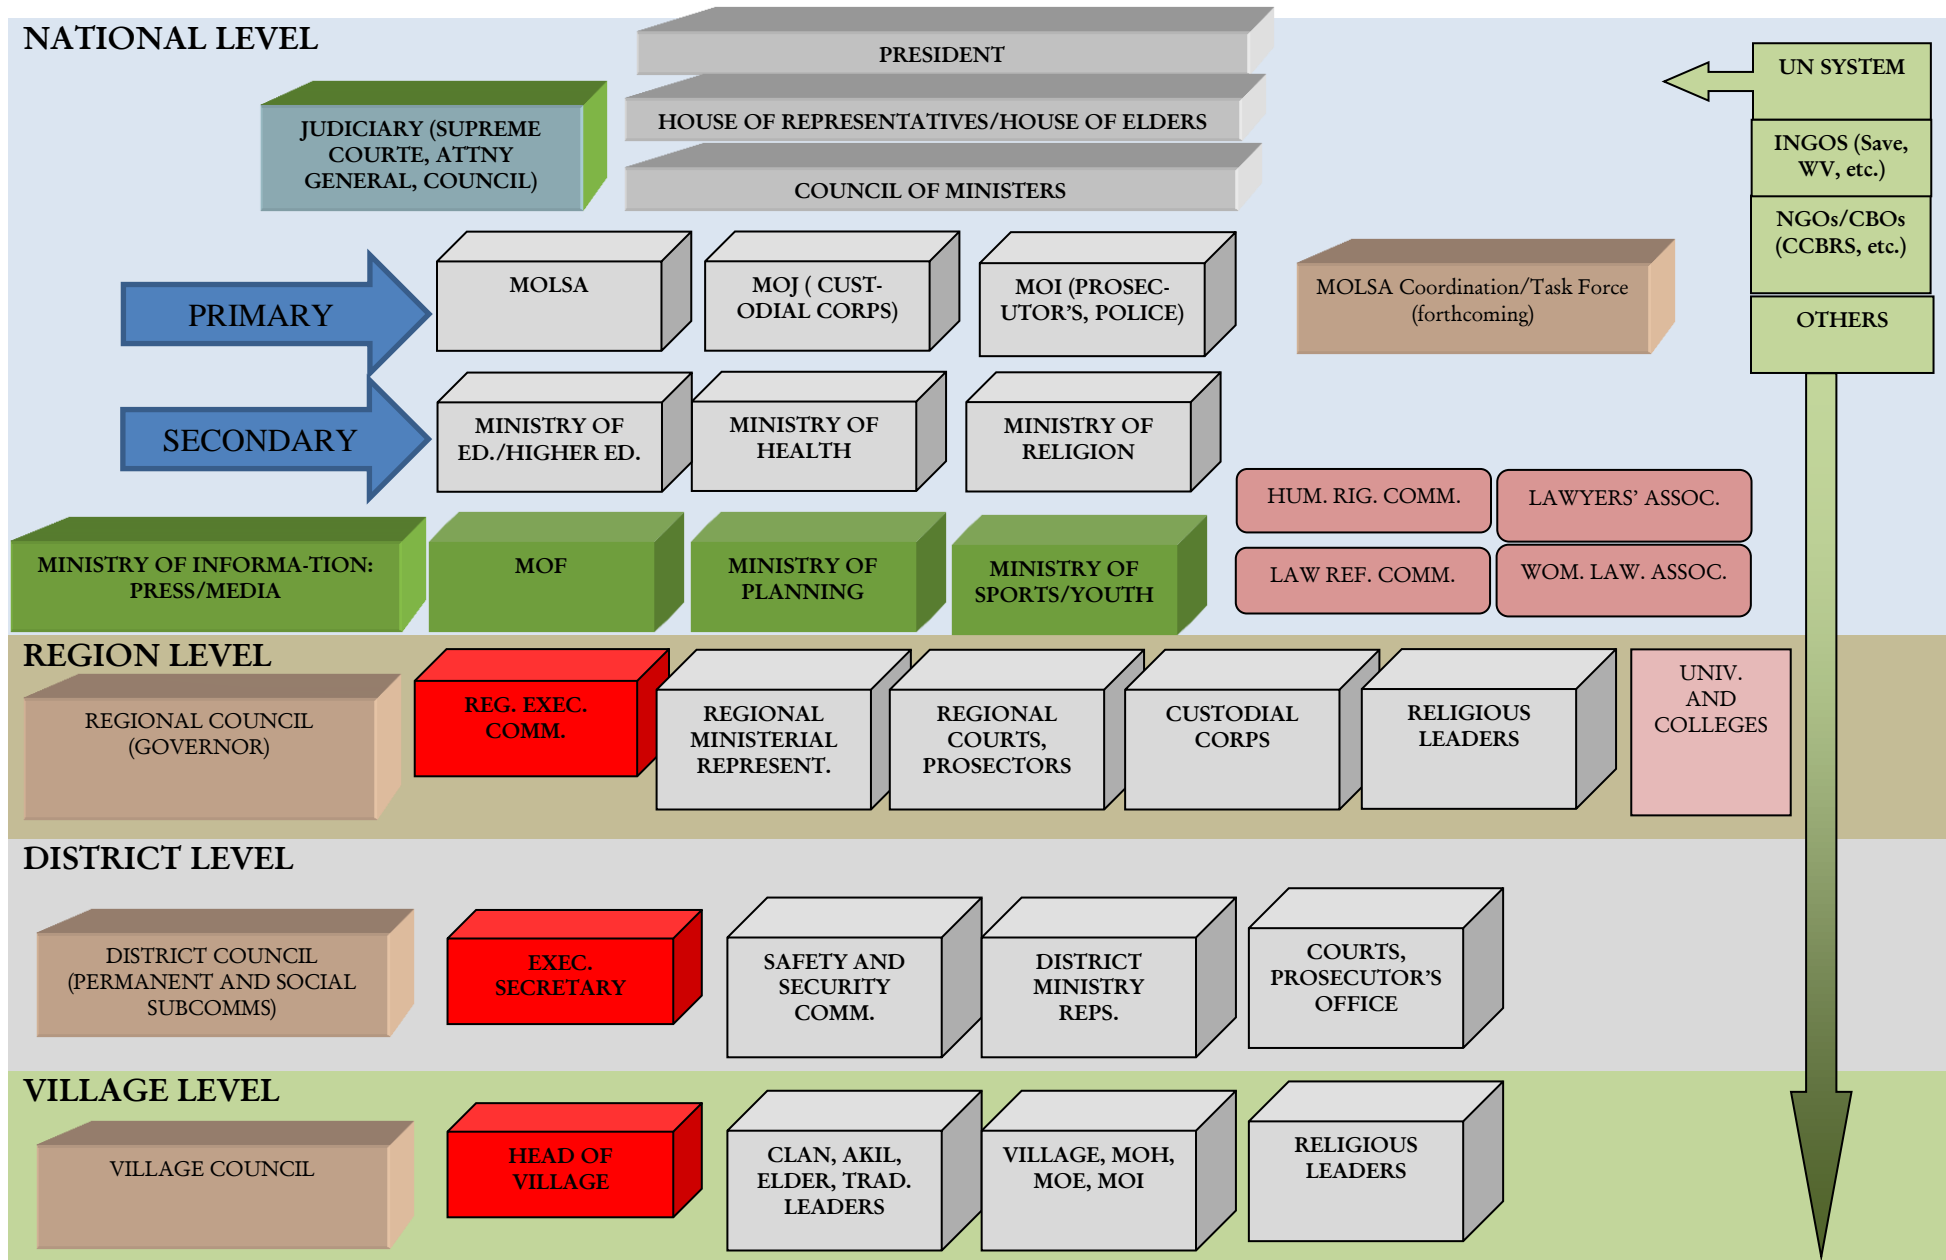 NATIONAL LEVEL
PRESIDENT
HOUSE OF REPRESENTATIVES/HOUSE OF ELDERS
COUNCIL OF MINISTERS
JUDICIARY (SUPREME
COURTE, ATTNY
GENERAL, COUNCIL)
UN SYSTEM
INGOS (Save,
WV, etc.)
NGOs/CBOs
(CCBRS, etc.)
OTHERS
PRIMARY
MOLSA
MOJ ( CUST-
ODIAL CORPS)
MOI (PROSEC-
UTOR'S, POLICE)
MOLSA Coordination/Task Force
(forthcoming)
SECONDARY
MINISTRY OF
ED./HIGHER ED.
MINISTRY OF
HEALTH
MINISTRY OF
RELIGION
HUM. RIG. COMM.
LAWYERS' ASSOC.
LAW REF. COMM.
WOM. LAW. ASSOC.
MINISTRY OF INFORMA-TION:
PRESS/MEDIA
MOF
MINISTRY OF
PLANNING
MINISTRY OF
SPORTS/YOUTH
REGION LEVEL
REGIONAL COUNCIL
(GOVERNOR)
REG. EXEC.
COMM.
REGIONAL
MINISTERIAL
REPRESENT.
REGIONAL
COURTS,
PROSECTORS
CUSTODIAL
CORPS
RELIGIOUS
LEADERS
UNIV.
AND
COLLEGES
DISTRICT LEVEL
DISTRICT COUNCIL
(PERMANENT AND SOCIAL
SUBCOMMS)
EXEC.
SECRETARY
SAFETY AND
SECURITY
COMM.
DISTRICT
MINISTRY
REPS.
COURTS,
PROSECUTOR'S
OFFICE
VILLAGE LEVEL
VILLAGE COUNCIL
HEAD OF
VILLAGE
CLAN, AKIL,
ELDER, TRAD.
LEADERS
VILLAGE, MOH,
MOE, MOI
RELIGIOUS
LEADERS